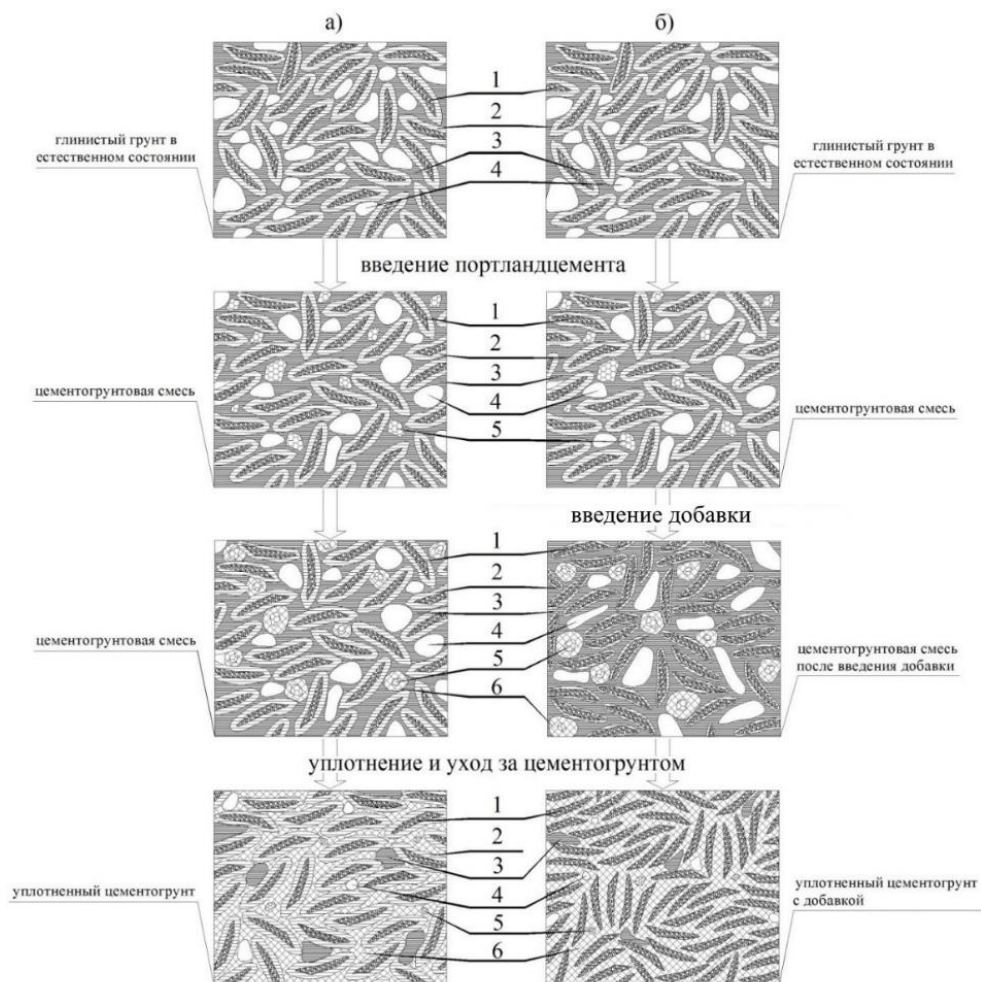 а) б)
1
2
3
4
глинистый грунт в
естественном состоянии
глинистый грунт в
естественном состоянии
введение портландцемента
1
2
3
4
5
цементогрунтовая смесь
цементогрунтовая смесь
введение добавки
1
2
3
4
5
6
цементогрунтовая смесь
цементогрунтовая смесь
после введения добавки
уплотнение и уход за цементогрунтом
1
2
3
4
5
6
уплотненный цементогрунт
уплотненный цементогрунт
с добавкой